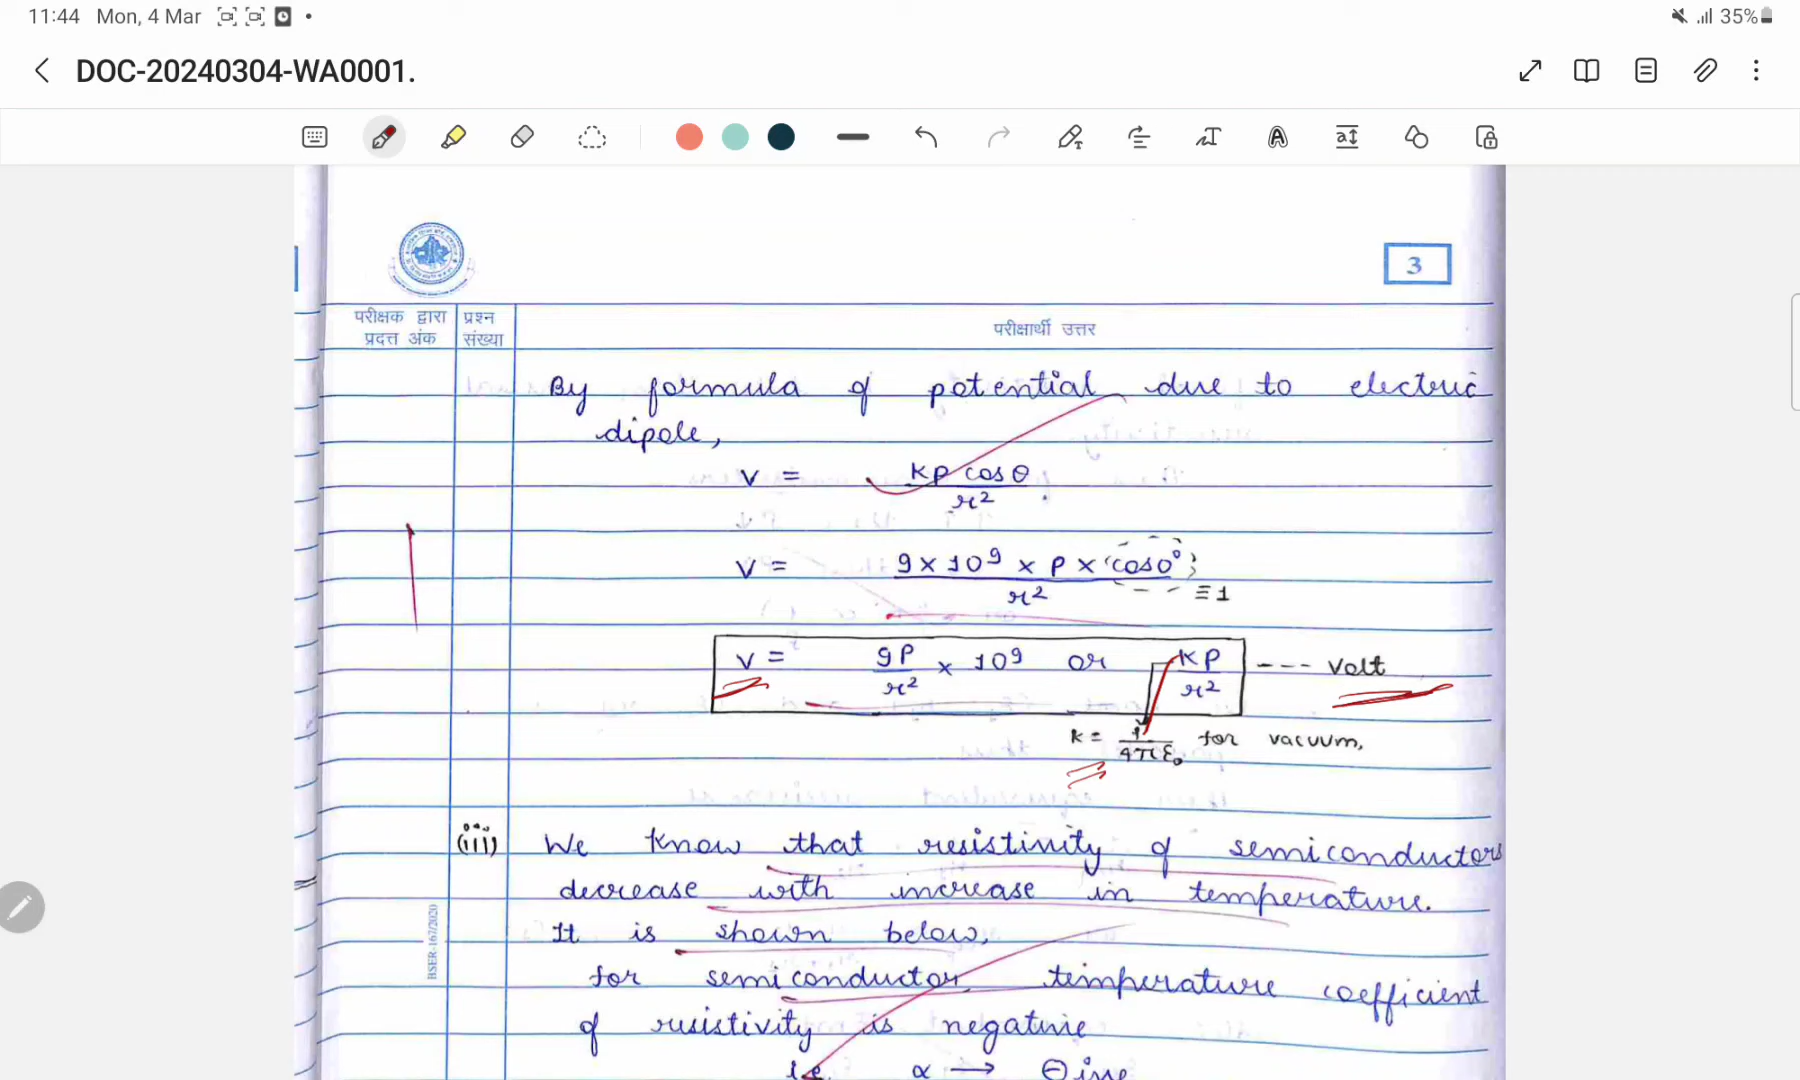 11:44 Mon, 4 Mar
35%
DOC-20240304-WA0001.
3
परीक्षक द्वारा प्रदत्त अंक
प्रश्न संख्या
परीक्षार्थी उत्तर
By formula of potential due to electric
dipole,
V = KP cosθ / r²
V = 9 × 10⁹ × P × cos0° / r² ≡ 1
V = 9P / r² × 10⁹ or KP / r² --- Volt
K = 1 / 4πε₀ for vacuum,
(iii) We know that resistivity of semiconductors
decrease with increase in temperature.
It is shown below,
for semiconductor temperature coefficient
of resistivity is negative
i.e. α → ⊖ive
BSER-167/2020